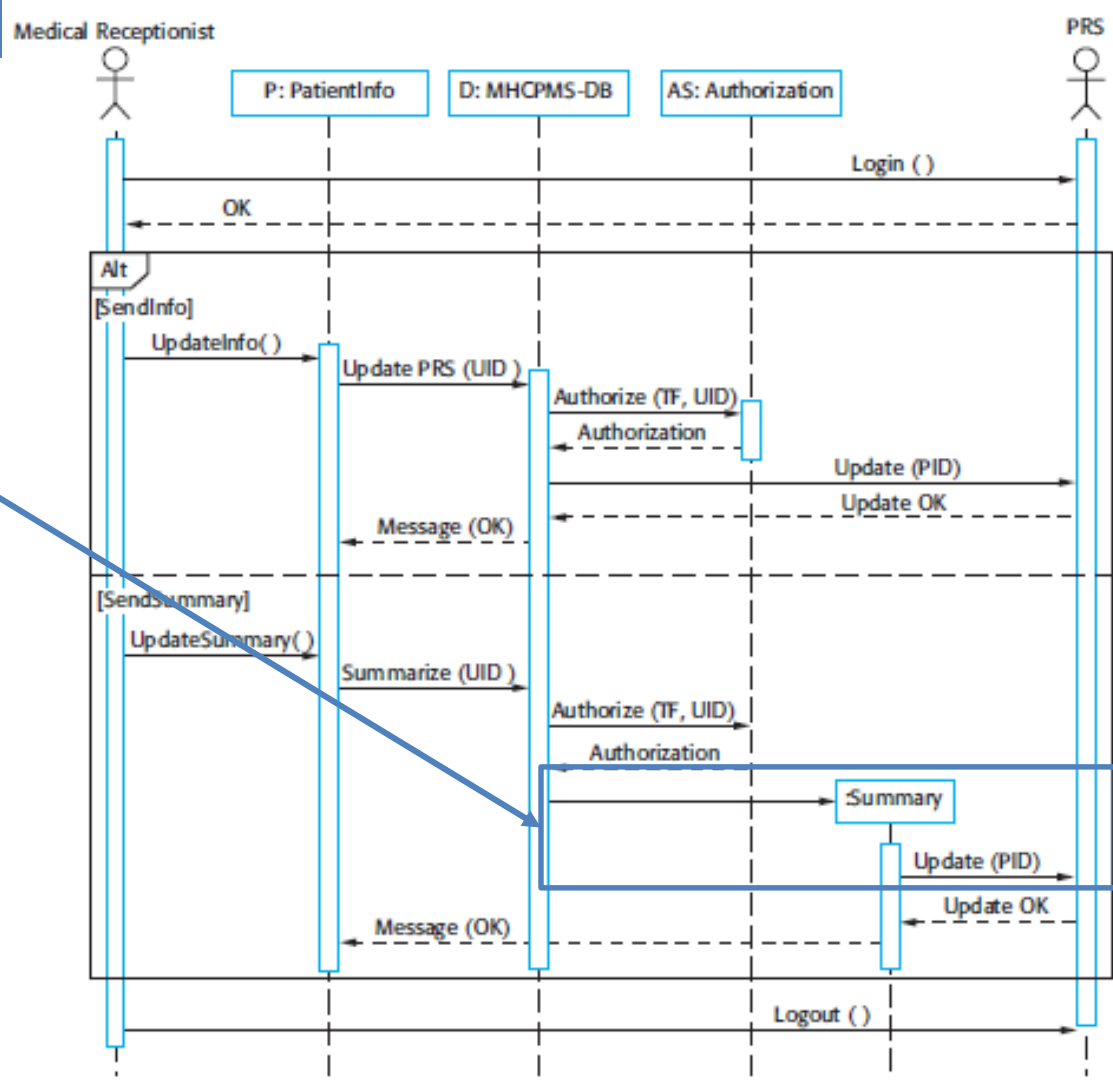 Medical Receptionist
PRS
P: PatientInfo
D: MHCPMS-DB
AS: Authorization
Login ( )
OK
Alt
[SendInfo]
UpdateInfo( )
Update PRS (UID )
Authorize (TF, UID)
Authorization
Update (PID)
Update OK
Message (OK)
[SendSummary]
UpdateSummary( )
Summarize (UID )
Authorize (TF, UID)
Authorization
:Summary
Update (PID)
Update OK
Message (OK)
Logout ( )